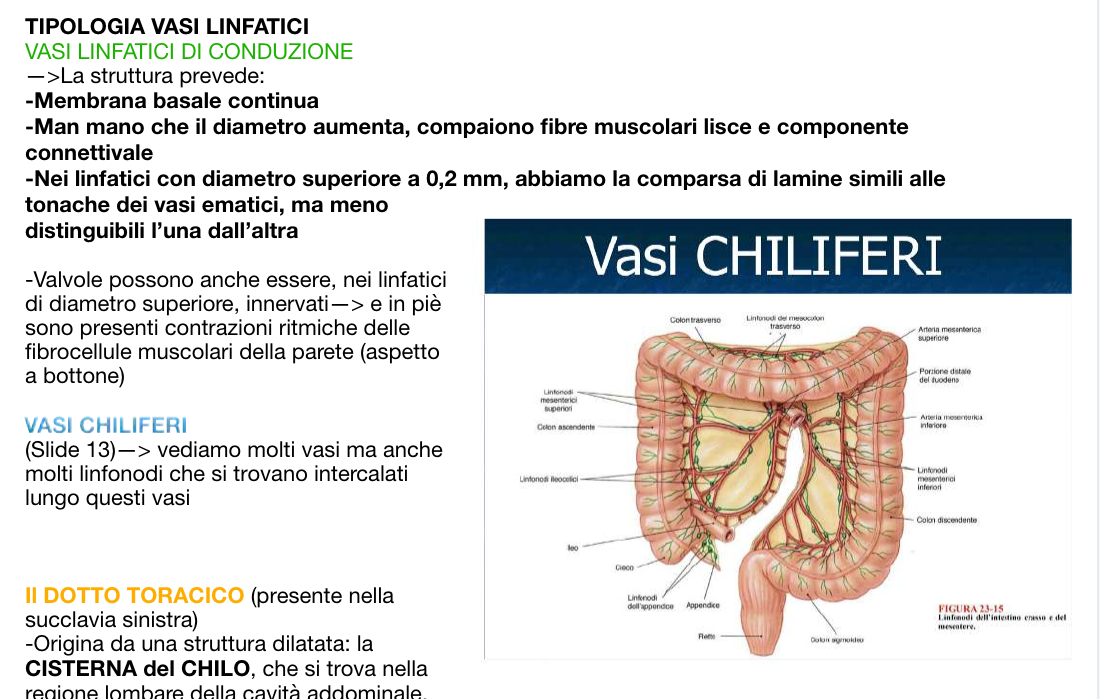 TIPOLOGIA VASI LINFATICI
VASI LINFATICI DI CONDUZIONE
—>La struttura prevede:
-Membrana basale continua
-Man mano che il diametro aumenta, compaiono fibre muscolari lisce e componente
connettivale
-Nei linfatici con diametro superiore a 0,2 mm, abbiamo la comparsa di lamine simili alle
tonache dei vasi ematici, ma meno
distinguibili l’una dall’altra
-Valvole possono anche essere, nei linfatici
di diametro superiore, innervati—> e in piè
sono presenti contrazioni ritmiche delle
fibrocellule muscolari della parete (aspetto
a bottone)
VASI CHILIFERI
(Slide 13)—> vediamo molti vasi ma anche
molti linfonodi che si trovano intercalati
lungo questi vasi
Il DOTTO TORACICO (presente nella
succlavia sinistra)
-Origina da una struttura dilatata: la
CISTERNA del CHILO, che si trova nella
regione lombare della cavità addominale.
Vasi CHILIFERI
Colon trasverso
Linfonodi del mesocolon
trasverso
Arteria mesenterica
superiore
Porzione distale
del duodeno
Linfonodi
mesenterici
superiori
Colon ascendente
Arteria mesenterica
inferiore
Linfonodi ileocolici
Linfonodi
mesenterici
inferiori
Colon discendente
Ileo
Cieco
Linfonodi
dell'appendice
Appendice
Retto
Colon sigmoideo
FIGURA 23-15
Linfonodi dell'intestino crasso e del
mesentere.